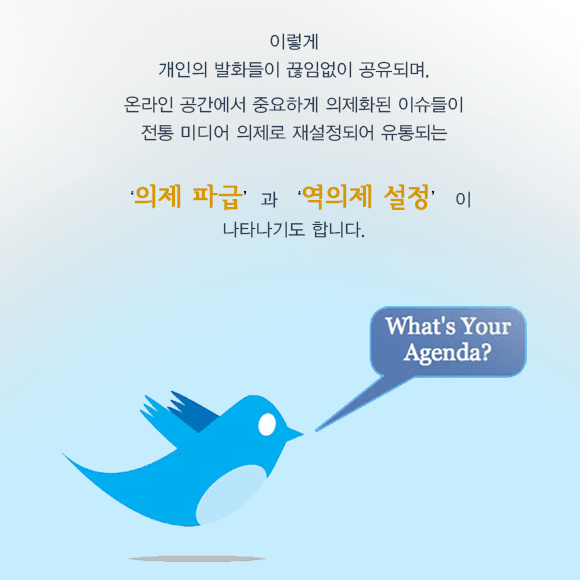 이렇게
개인의 발화들이 끊임없이 공유되며,
온라인 공간에서 중요하게 의제화된 이슈들이
전통 미디어 의제로 재설정되어 유통되는
‘의제 파급’ 과 ‘역의제 설정’ 이
나타나기도 합니다.
What's Your
Agenda?